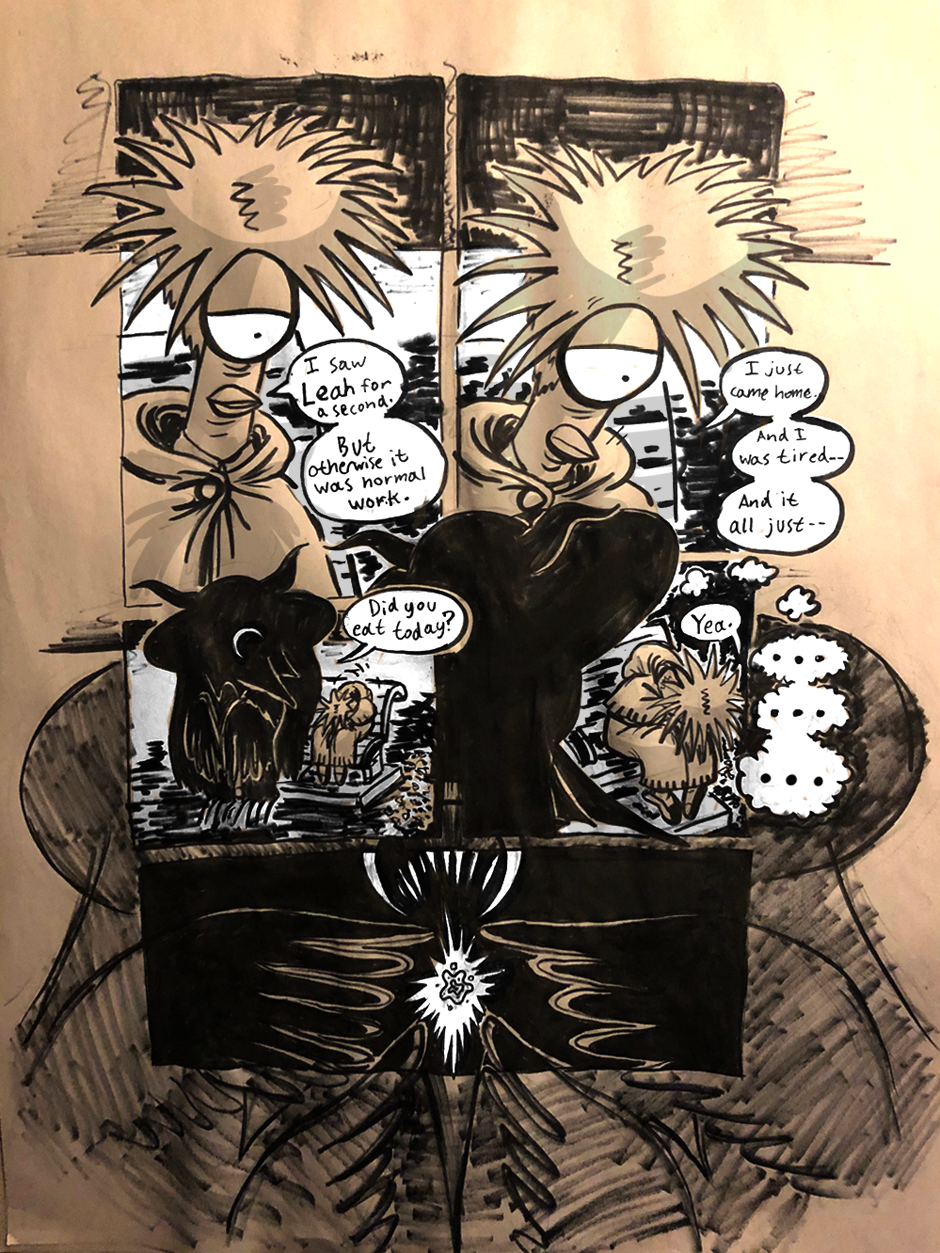 I saw
Leah for
a second.
But
otherwise it
was normal
work.
I just
came home.
And I
was tired--
And it
all just--
Did you
eat today?
Yea.
...
...
...